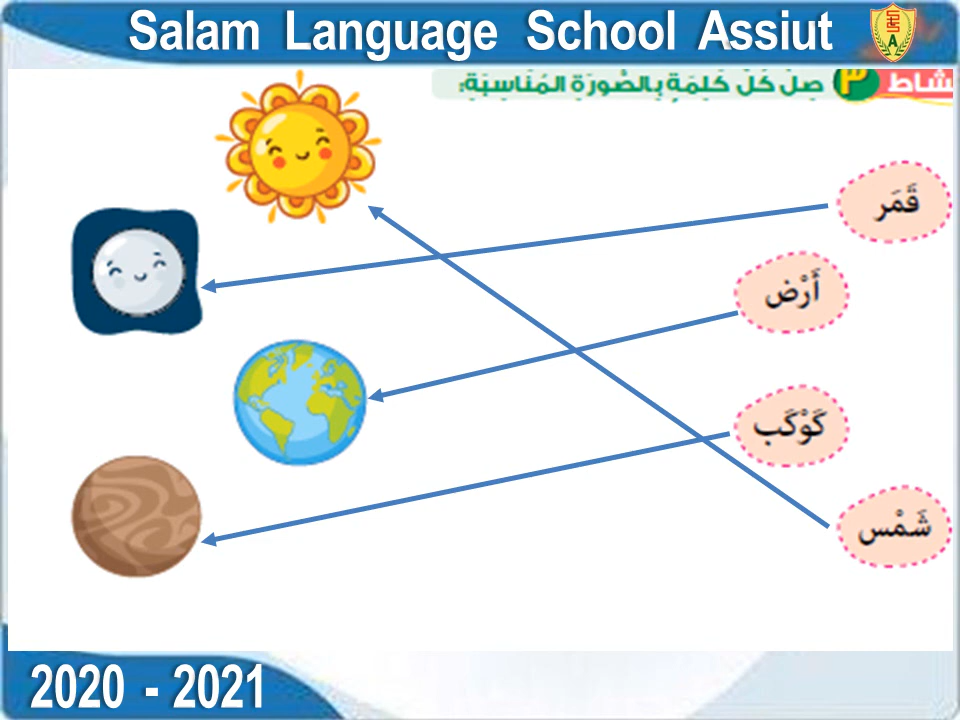 Salam Language School Assiut
نشاط ٣ صِلْ كُلَّ كَلِمَةٍ بِالصُّورَةِ المُنَاسِبَةِ:
قَمَر
أَرْض
كَوْكَب
شَمْس
2020 - 2021